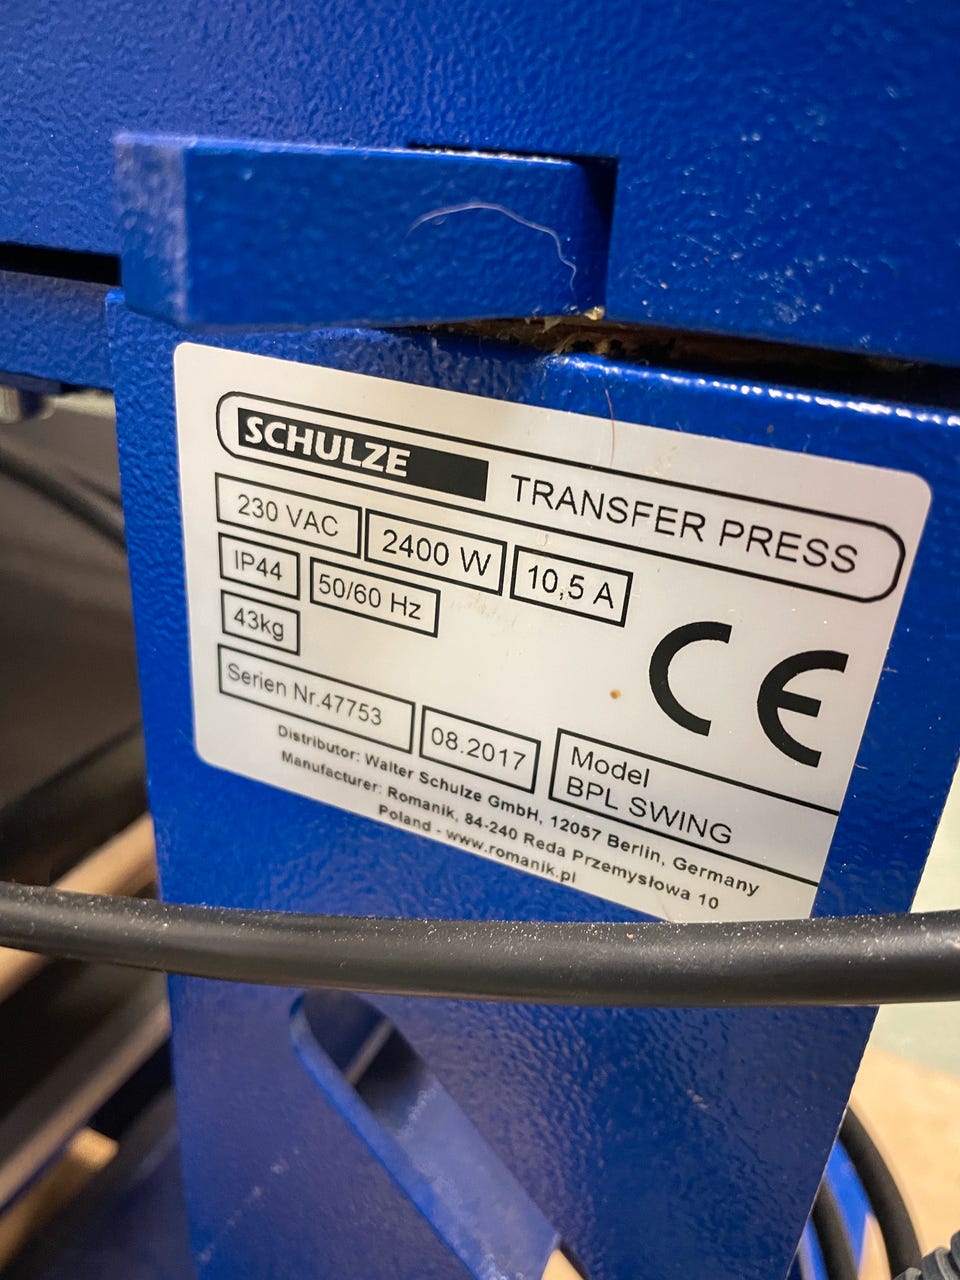 SCHULZE TRANSFER PRESS
230 VAC 2400 W 10,5 A
IP44 50/60 Hz
43kg
Serien Nr.47753 08.2017 Model
BPL SWING
Distributor: Walter Schulze GmbH, 12057 Berlin, Germany
Manufacturer: Romanik, 84-240 Reda Przemysłowa 10
Poland - www.romanik.pl
CE